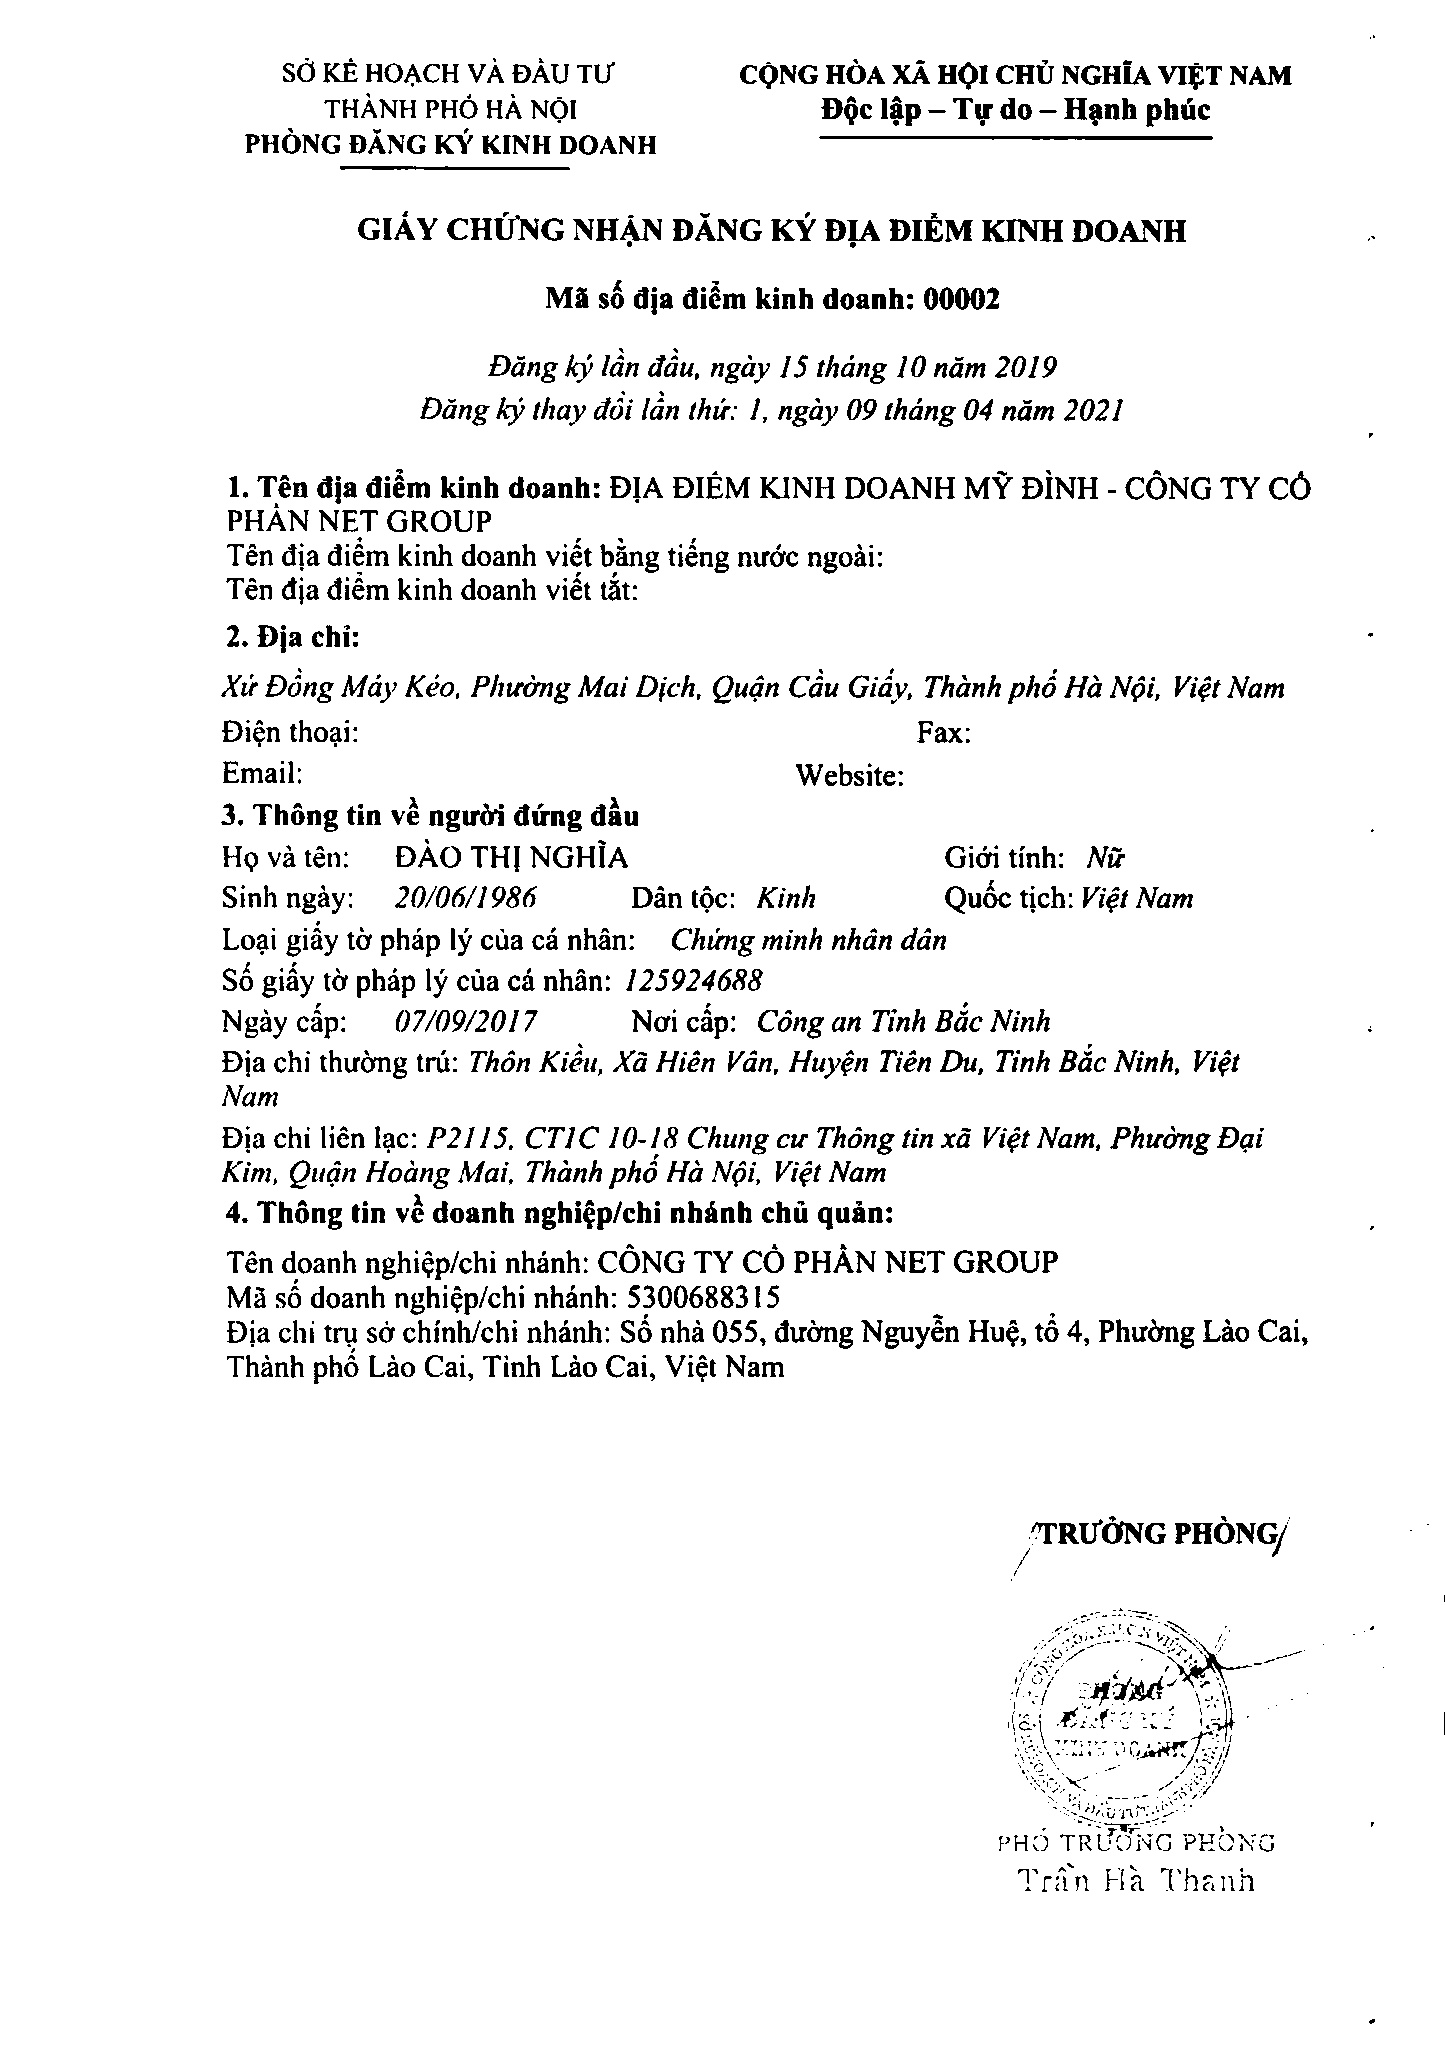 SỞ KẾ HOẠCH VÀ ĐẦU TƯ
THÀNH PHỐ HÀ NỘI
PHÒNG ĐĂNG KÝ KINH DOANH
CỘNG HÒA XÃ HỘI CHỦ NGHĨA VIỆT NAM
Độc lập – Tự do – Hạnh phúc
GIẤY CHỨNG NHẬN ĐĂNG KÝ ĐỊA ĐIỂM KINH DOANH
Mã số địa điểm kinh doanh: 00002
Đăng ký lần đầu, ngày 15 tháng 10 năm 2019
Đăng ký thay đổi lần thứ: 1, ngày 09 tháng 04 năm 2021
1. Tên địa điểm kinh doanh: ĐỊA ĐIỂM KINH DOANH MỸ ĐÌNH - CÔNG TY CỔ
PHẦN NET GROUP
Tên địa điểm kinh doanh viết bằng tiếng nước ngoài:
Tên địa điểm kinh doanh viết tắt:
2. Địa chỉ:
Xứ Đồng Máy Kéo, Phường Mai Dịch, Quận Cầu Giấy, Thành phố Hà Nội, Việt Nam
Điện thoại: Fax:
Email: Website:
3. Thông tin về người đứng đầu
Họ và tên: ĐÀO THỊ NGHĨA Giới tính: Nữ
Sinh ngày: 20/06/1986 Dân tộc: Kinh Quốc tịch: Việt Nam
Loại giấy tờ pháp lý của cá nhân: Chứng minh nhân dân
Số giấy tờ pháp lý của cá nhân: 125924688
Ngày cấp: 07/09/2017 Nơi cấp: Công an Tỉnh Bắc Ninh
Địa chỉ thường trú: Thôn Kiều, Xã Hiên Vân, Huyện Tiên Du, Tỉnh Bắc Ninh, Việt
Nam
Địa chỉ liên lạc: P2115, CT1C 10-18 Chung cư Thông tin xã Việt Nam, Phường Đại
Kim, Quận Hoàng Mai, Thành phố Hà Nội, Việt Nam
4. Thông tin về doanh nghiệp/chi nhánh chủ quản:
Tên doanh nghiệp/chi nhánh: CÔNG TY CỔ PHẦN NET GROUP
Mã số doanh nghiệp/chi nhánh: 5300688315
Địa chỉ trụ sở chính/chi nhánh: Số nhà 055, đường Nguyễn Huệ, tổ 4, Phường Lào Cai,
Thành phố Lào Cai, Tỉnh Lào Cai, Việt Nam
TRƯỞNG PHÒNG
PHÒNG
ĐĂNG KÝ
KINH DOANH
PHÓ TRƯỞNG PHÒNG
Trần Hà Thanh